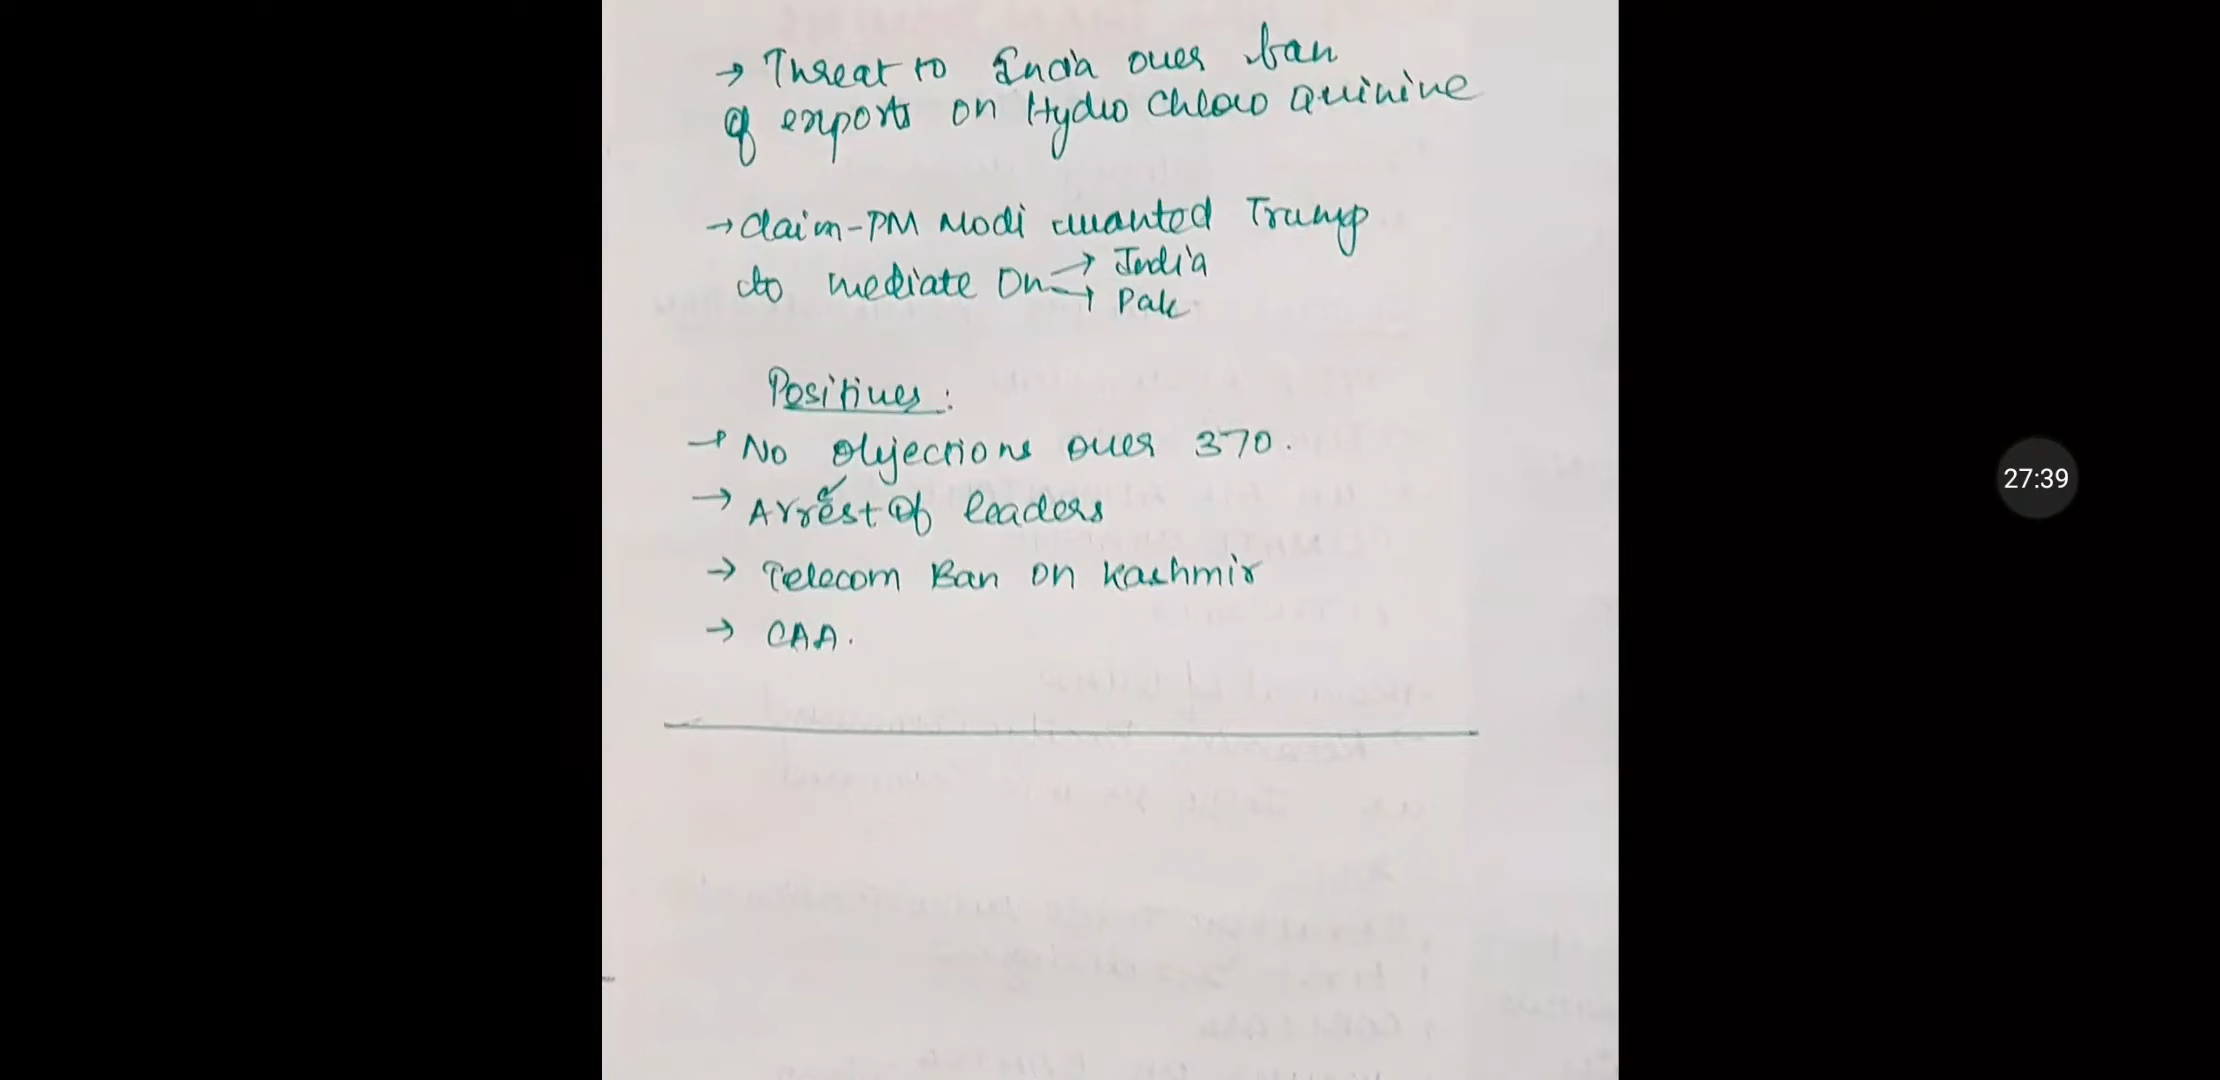 → Threat to India over ban
of exports on Hydro Chloro quinine
→ Claim - PM Modi wanted Trump
to mediate on → India
→ Pak
Positives:
→ No objections over 370.
→ Arrest of leaders
→ Telecom Ban on Kashmir
→ CAA.
27:39